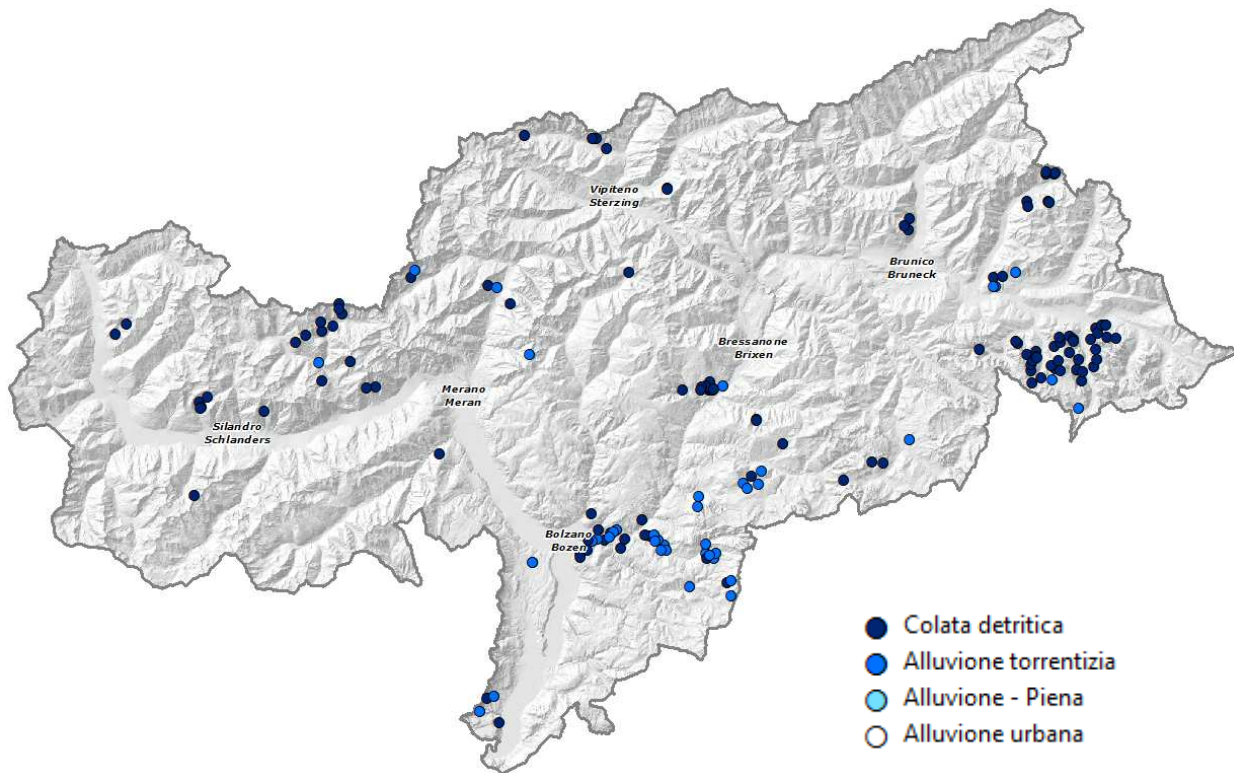 Vipiteno
Sterzing
Brunico
Bruneck
Bressanone
Brixen
Merano
Meran
Silandro
Schlanders
Bolzano
Bozen
Colata detritica
Alluvione torrentizia
Alluvione - Piena
Alluvione urbana